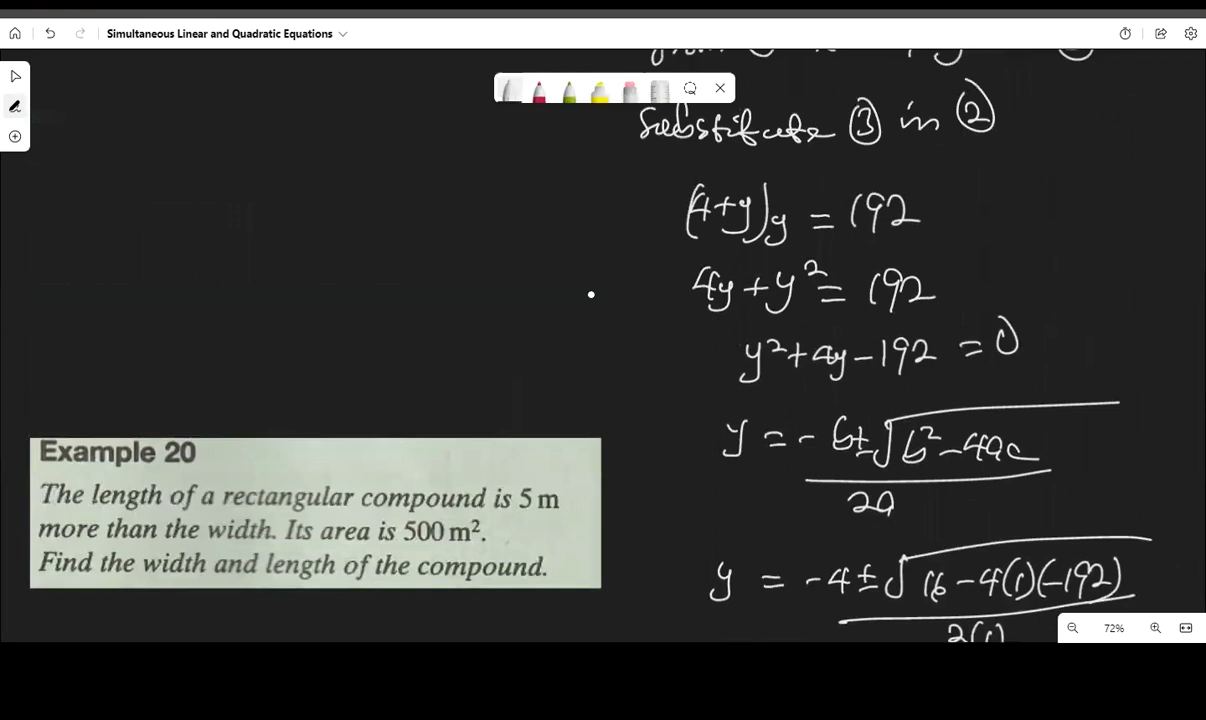 Simultaneous Linear and Quadratic Equations
Substitute ③ in ②
(4+y)y = 192
4y + y² = 192
y² + 4y − 192 = 0
y = −b ± √b² − 4ac
2a
y = −4 ± √16 − 4(1)(−192)
2(1)
Example 20
The length of a rectangular compound is 5 m
more than the width. Its area is 500 m².
Find the width and length of the compound.
72%